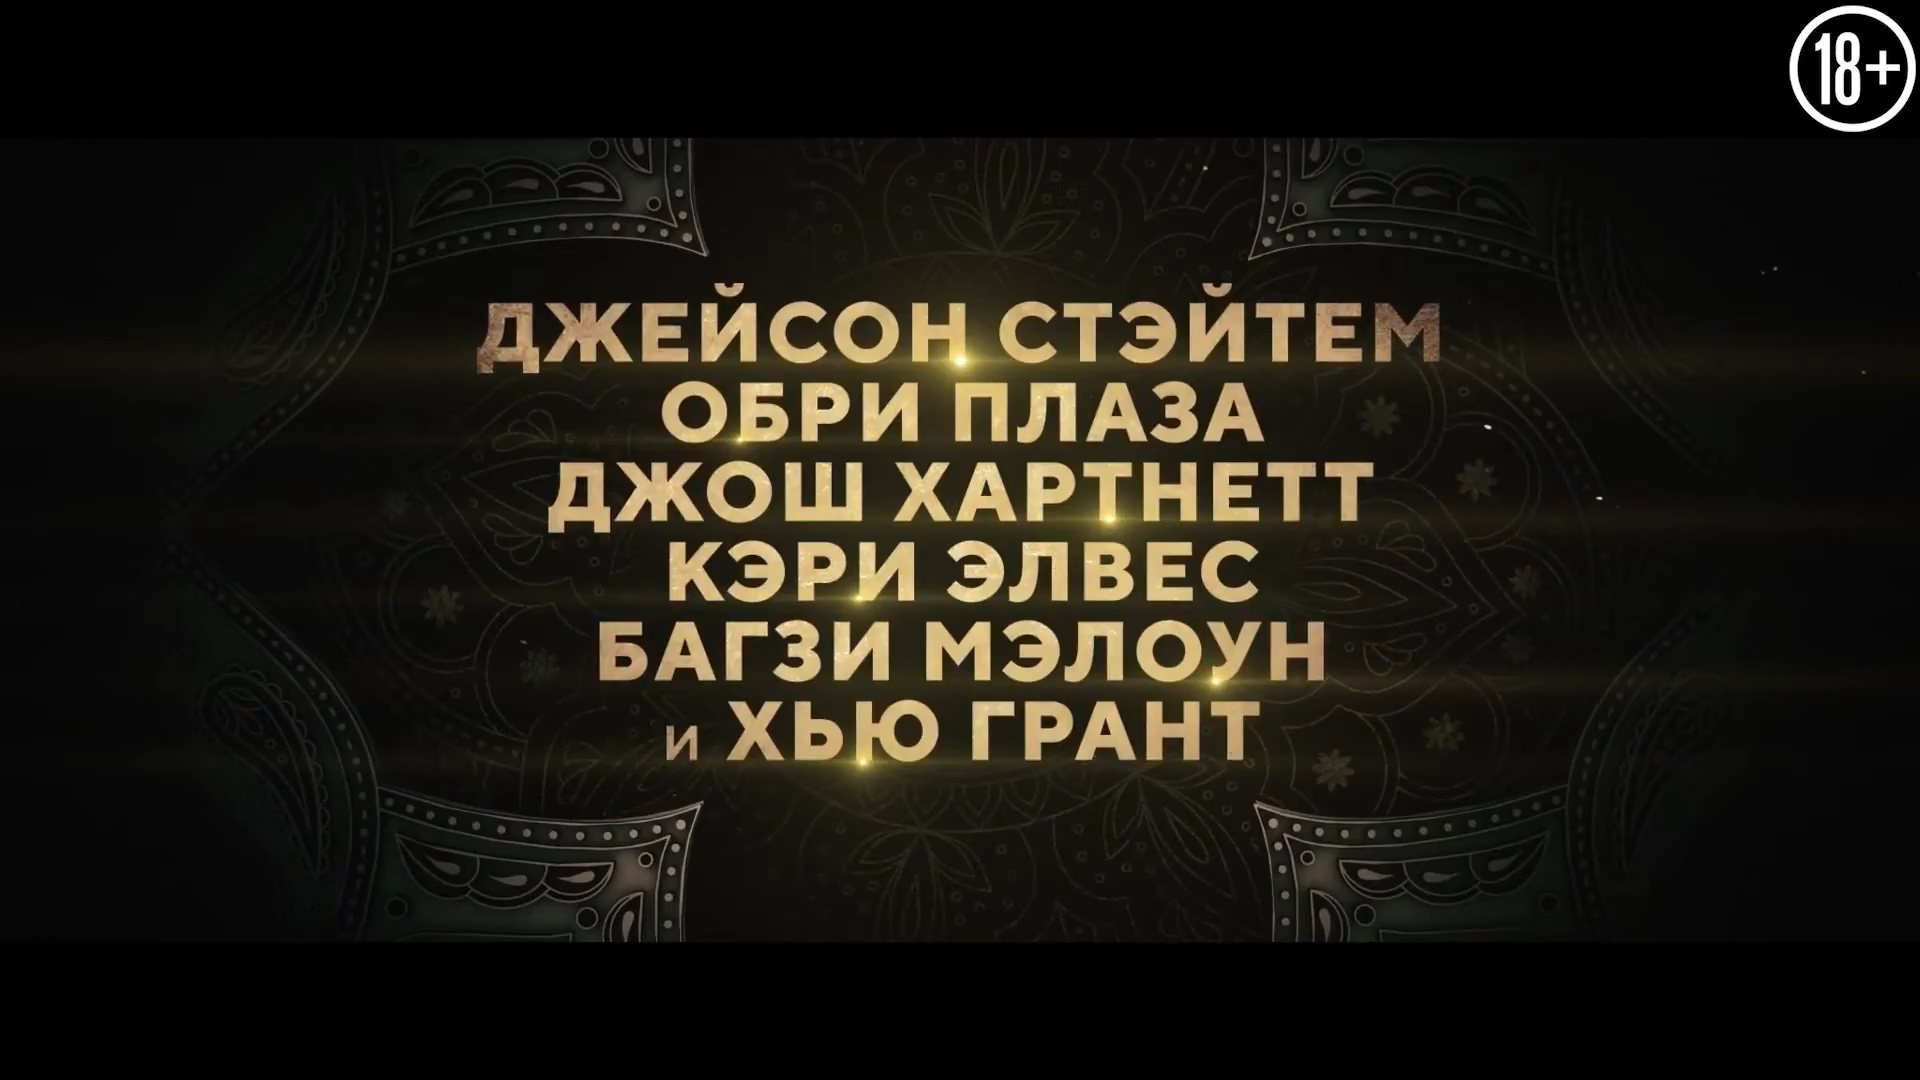 18+
ДЖЕЙСОН СТЭЙТЕМ
ОБРИ ПЛАЗА
ДЖОШ ХАРТНЕТТ
КЭРИ ЭЛВЕС
БАГЗИ МЭЛОУН
и ХЬЮ ГРАНТ